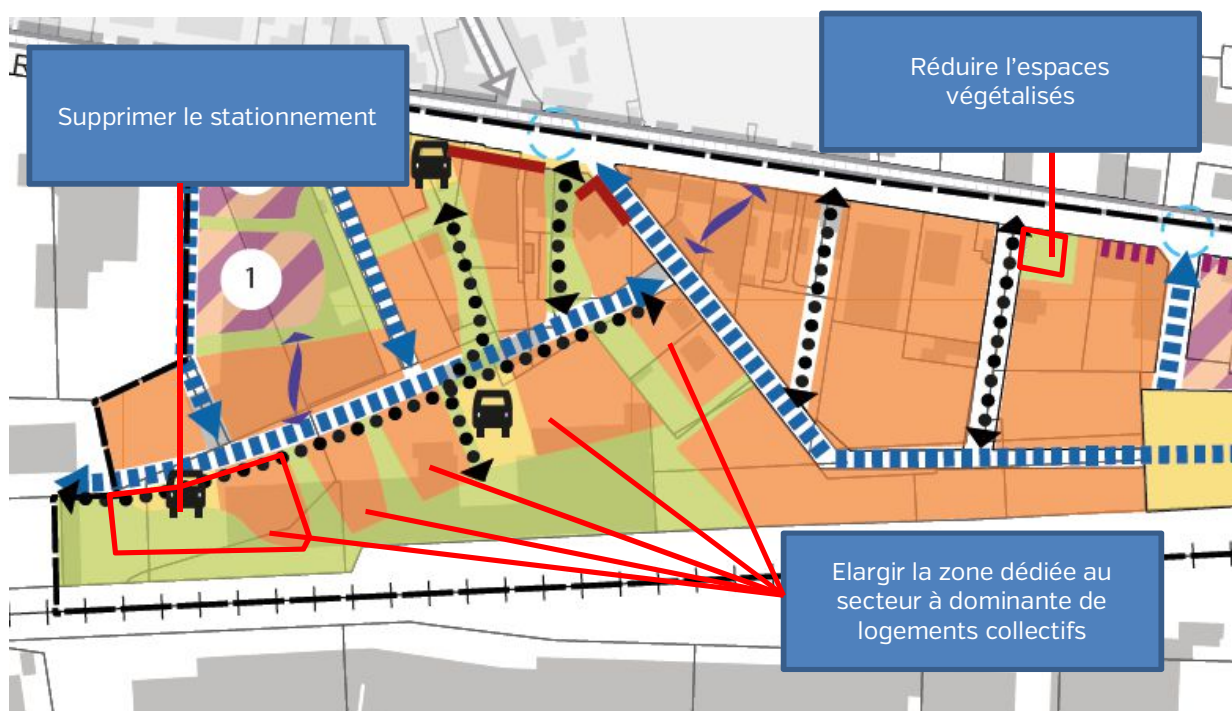 Supprimer le stationnement
Réduire l'espaces
végétalisés
R
1
Elargir la zone dédiée au
secteur à dominante de
logements collectifs